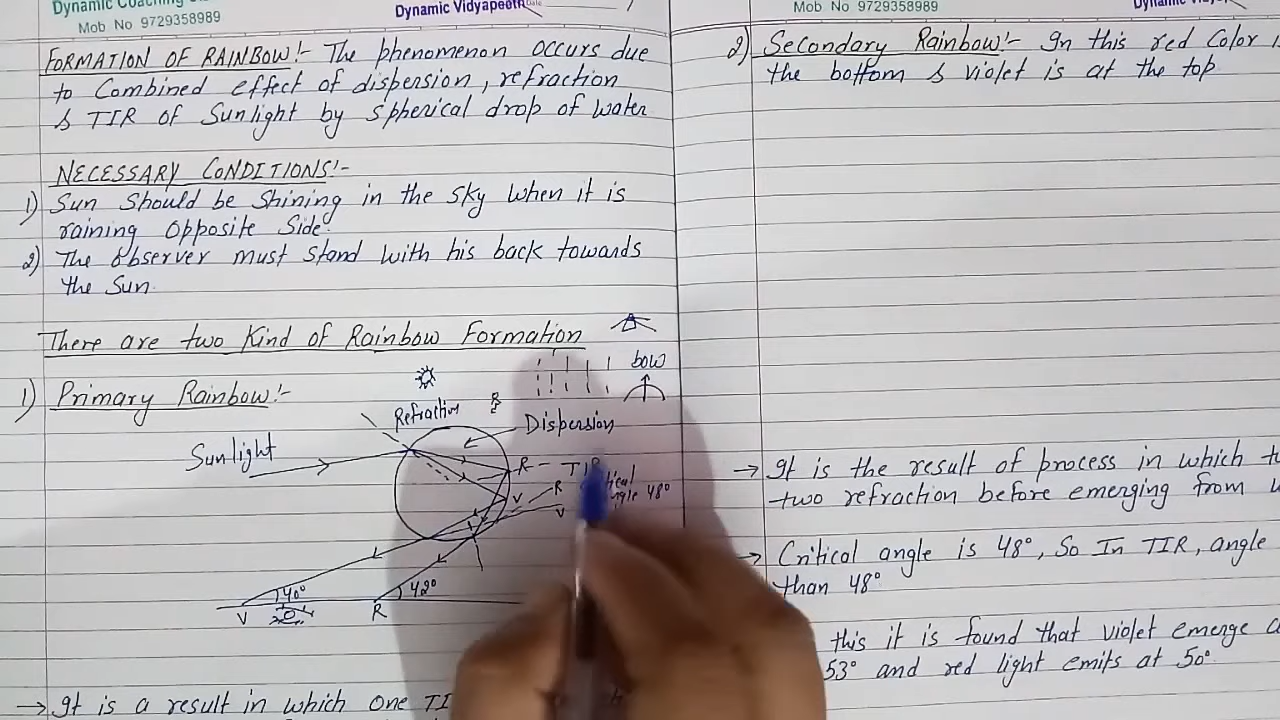 Dynamic Coaching
Mob No 9729358989
Dynamic Vidyapeeth
FORMATION OF RAINBOW:- The phenomenon occurs due
to Combined effect of dispension, refraction
& TIR of Sunlight by spherical drop of water
NECESSARY CONDITIONS:-
1) Sun Should be Shining in the sky when it is
raining opposite Side.
2) The observer must stand with his back towards
the Sun.
There are two Kind of Rainbow Formation
bow
1) Primary Rainbow:-
Refraction
Dispersion
Sunlight
R - TIR
R
angle 48°
V
V
40°
42°
V
R
→ It is a result in which one TI
Mob No 9729358989
2) Secondary Rainbow:- In this red Color
the bottom & violet is at the top
→ It is the result of process in which
two refraction before emerging from
Critical angle is 48°, So In TIR, angle
than 48°
this it is found that violet emerge
53° and red light emits at 50°.